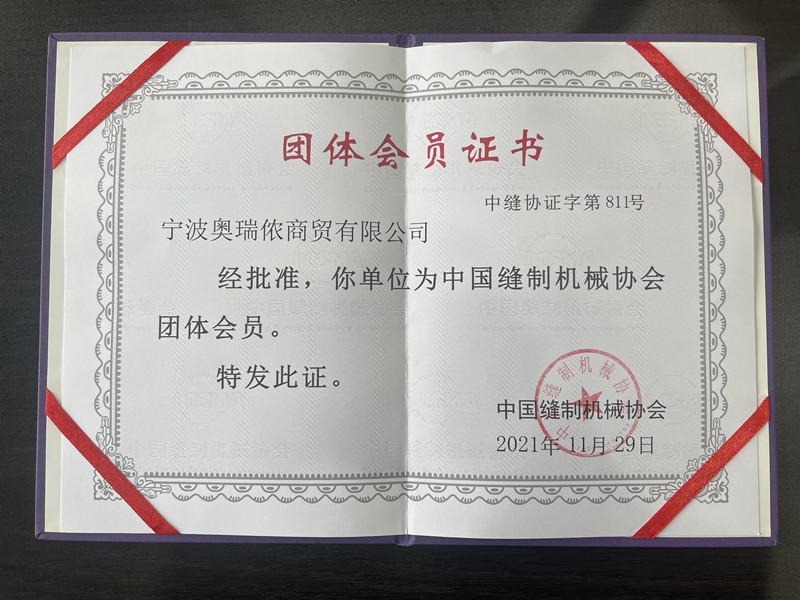 团体会员证书
中缝协证字第811号
宁波奥瑞侬商贸有限公司
经批准，你单位为中国缝制机械协会
团体会员。
特发此证。
中国缝制机械协会
2021年11月29日